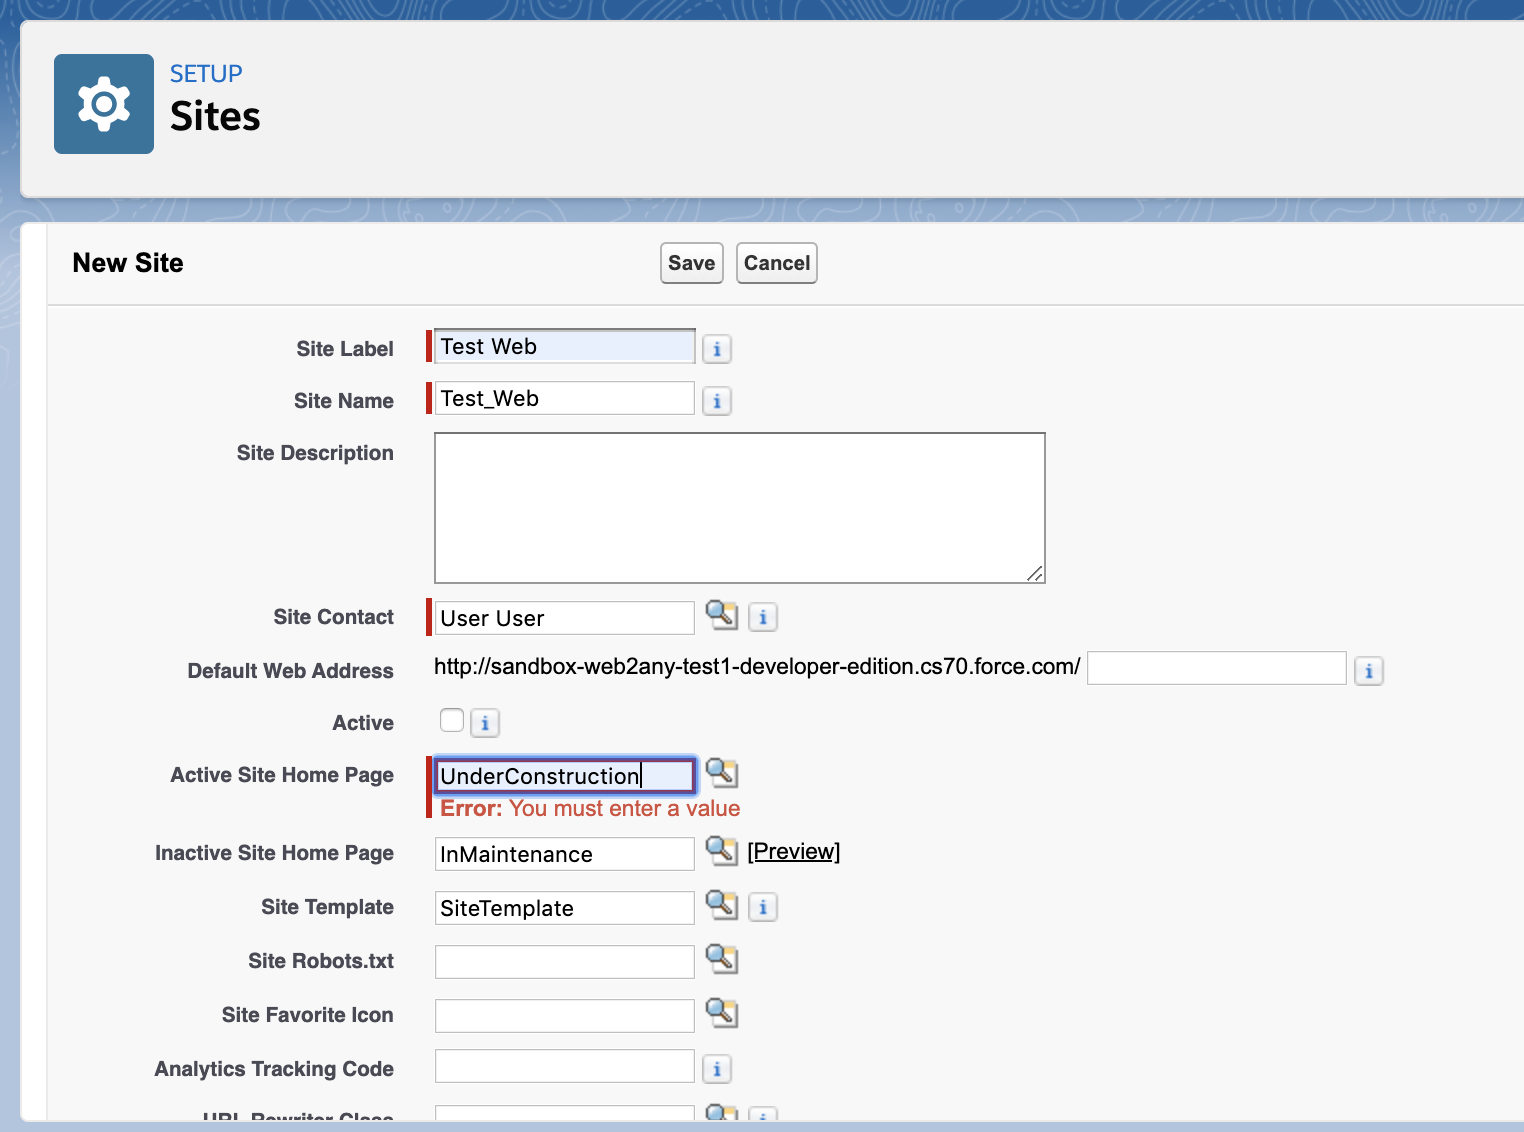 SETUP
Sites
New Site
Save Cancel
Site Label Test Web i
Site Name Test_Web i
Site Description
Site Contact User User i
Default Web Address http://sandbox-web2any-test1-developer-edition.cs70.force.com/ i
Active i
Active Site Home Page UnderConstruction
Error: You must enter a value
Inactive Site Home Page InMaintenance [Preview]
Site Template SiteTemplate i
Site Robots.txt
Site Favorite Icon
Analytics Tracking Code i
URL Rewriter Class i